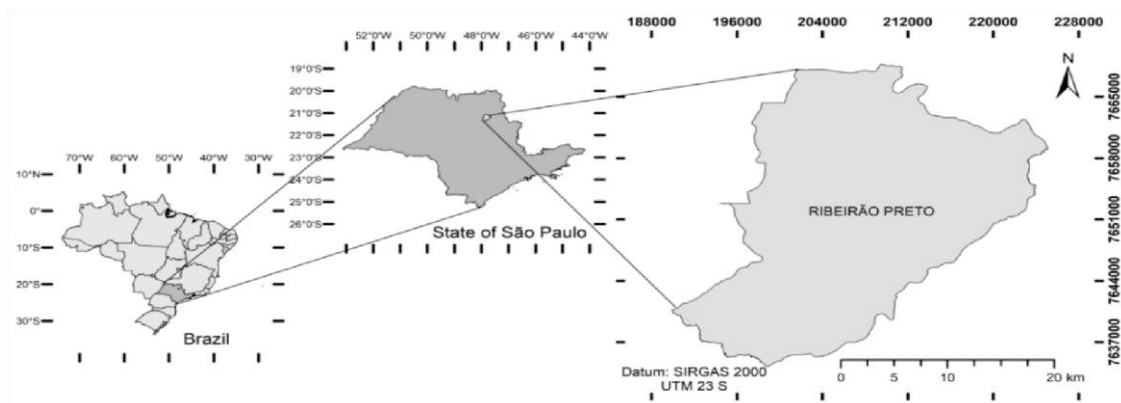 70°W 60°W 50°W 40°W 30°W
10°N
0°
10°S
20°S
30°S
Brazil
52°0'W 50°0'W 48°0'W 46°0'W 44°0'W
19°0'S
20°0'S
21°0'S
22°0'S
23°0'S
24°0'S
25°0'S
26°0'S
State of São Paulo
188000 196000 204000 212000 220000 228000
N
7665000
7658000
7651000
7644000
7637000
RIBEIRÃO PRETO
Datum: SIRGAS 2000
UTM 23 S
0 5 10 20 km